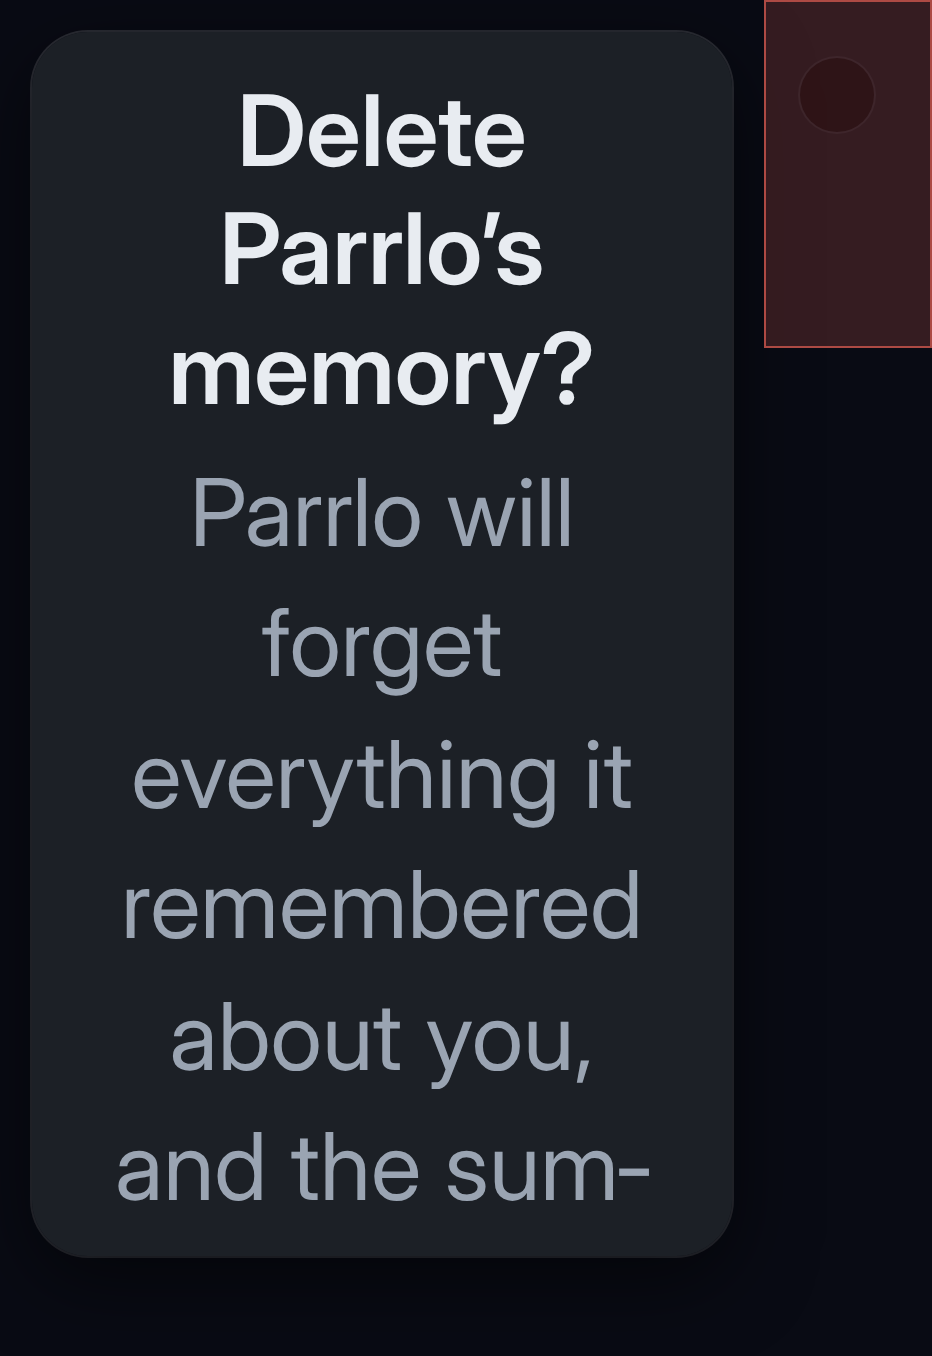 Delete
Parrlo’s
memory?
Parrlo will
forget
everything it
remembered
about you,
and the sum-